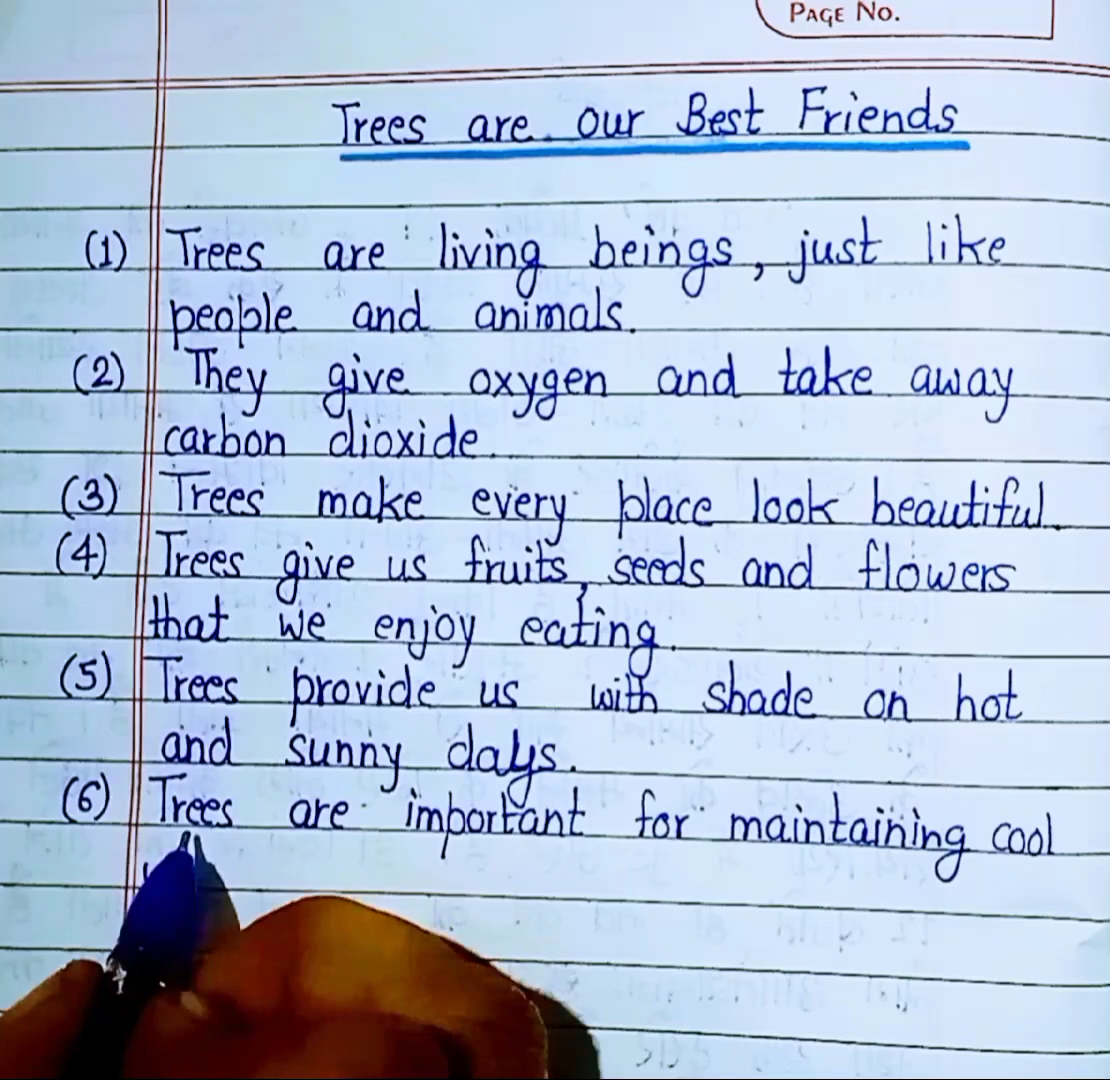 PAGE No.
Trees are our Best Friends
(1) Trees are living beings, just like
people and animals.
(2) They give oxygen and take away
carbon dioxide.
(3) Trees make every place look beautiful.
(4) Trees give us fruits, seeds and flowers
that we enjoy eating.
(5) Trees provide us with shade on hot
and sunny days.
(6) Trees are important for maintaining cool